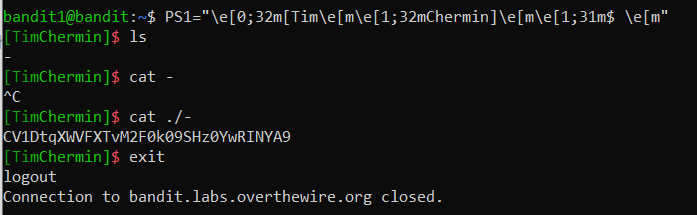 bandit1@bandit:~$ PS1="\e[0;32m[Tim\e[m\e[1;32mChermin]\e[m\e[1;31m$ \e[m"
[TimChermin]$ ls
-
[TimChermin]$ cat -
^C
[TimChermin]$ cat ./-
CV1DtqXWVFXTvM2F0k09SHz0YwRINYA9
[TimChermin]$ exit
logout
Connection to bandit.labs.overthewire.org closed.